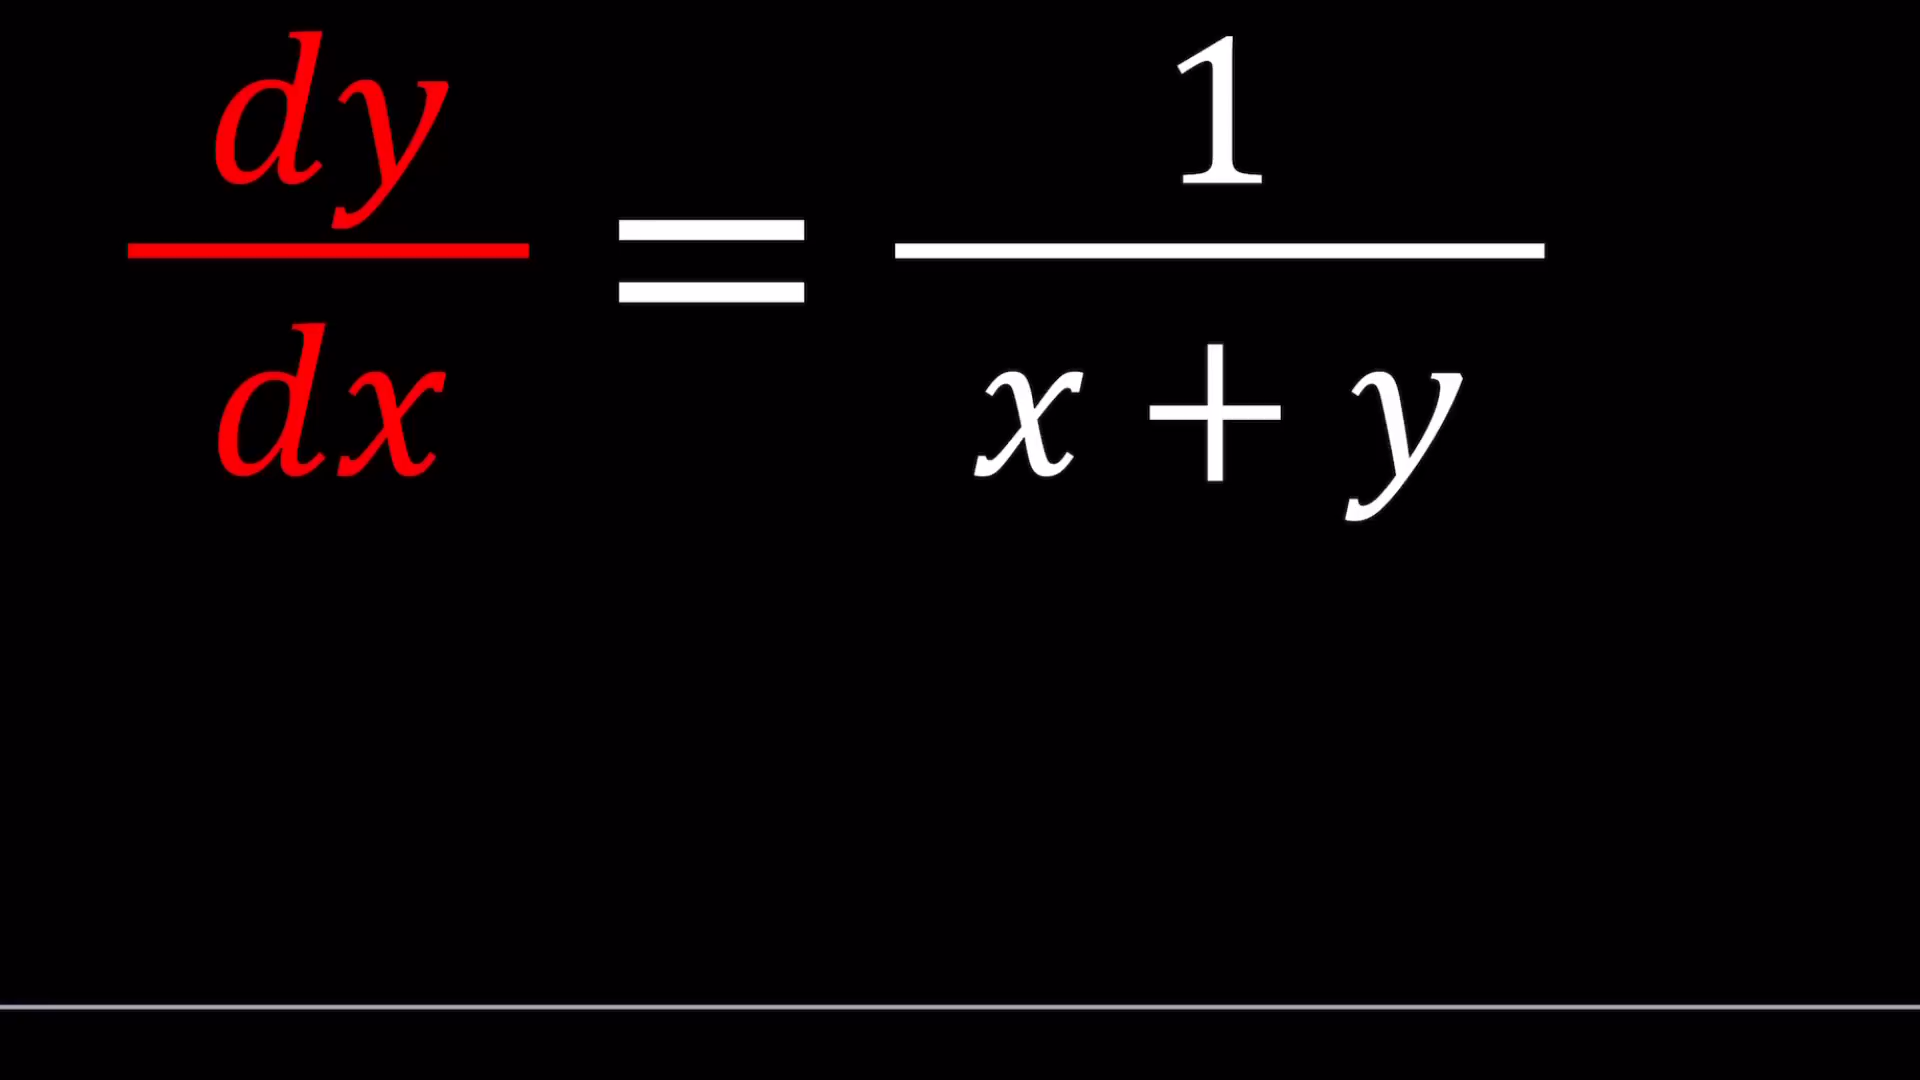 dy/dx = 1/(x + y)